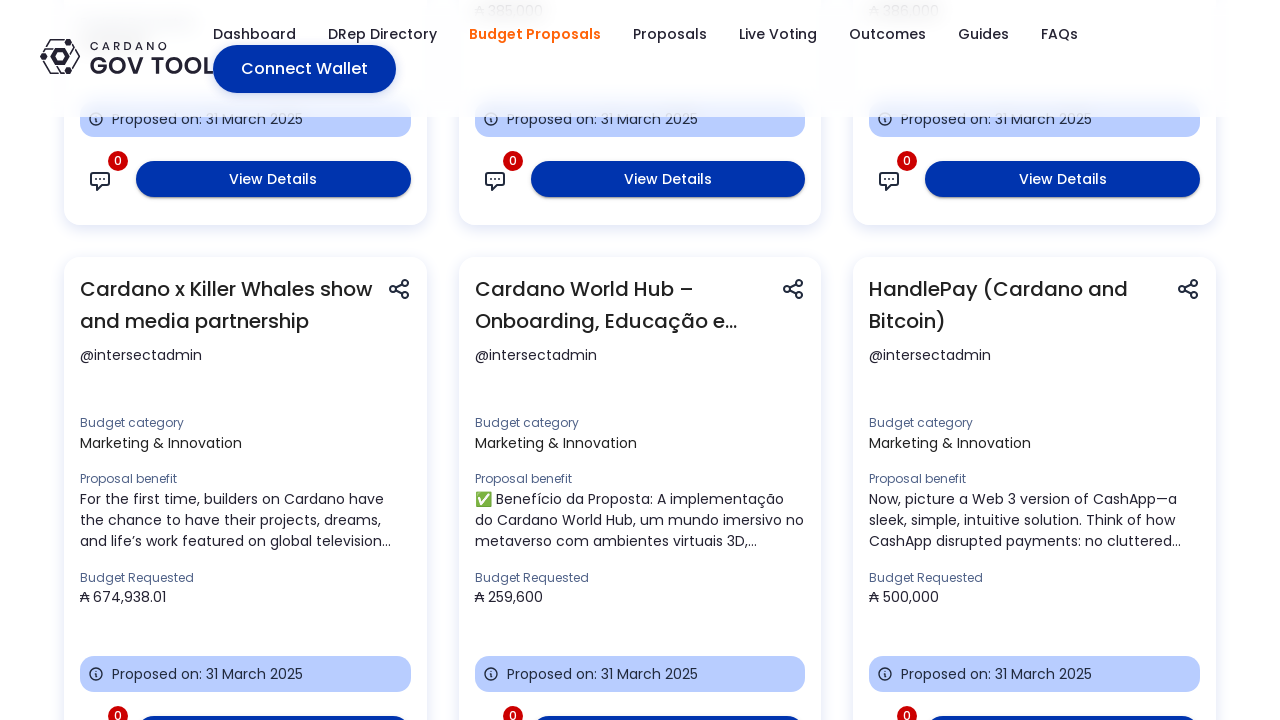 ₳ 385,000
₳ 386,000
Dashboard DRep Directory Budget Proposals Proposals Live Voting Outcomes Guides FAQs
CARDANO
GOV TOOL
Connect Wallet
Proposed on: 31 March 2025 Proposed on: 31 March 2025 Proposed on: 31 March 2025
0 0 0
View Details View Details View Details
Cardano x Killer Whales show
and media partnership
@intersectadmin
Budget category
Marketing & Innovation
Proposal benefit
For the first time, builders on Cardano have
the chance to have their projects, dreams,
and life’s work featured on global television...
Budget Requested
₳ 674,938.01
Proposed on: 31 March 2025
0
Cardano World Hub –
Onboarding, Educação e...
@intersectadmin
Budget category
Marketing & Innovation
Proposal benefit
✅ Benefício da Proposta: A implementação
do Cardano World Hub, um mundo imersivo no
metaverso com ambientes virtuais 3D,...
Budget Requested
₳ 259,600
Proposed on: 31 March 2025
0
HandlePay (Cardano and
Bitcoin)
@intersectadmin
Budget category
Marketing & Innovation
Proposal benefit
Now, picture a Web 3 version of CashApp—a
sleek, simple, intuitive solution. Think of how
CashApp disrupted payments: no cluttered...
Budget Requested
₳ 500,000
Proposed on: 31 March 2025
0